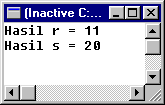 (Inactive C:...
Hasil r = 11
Hasil s = 20